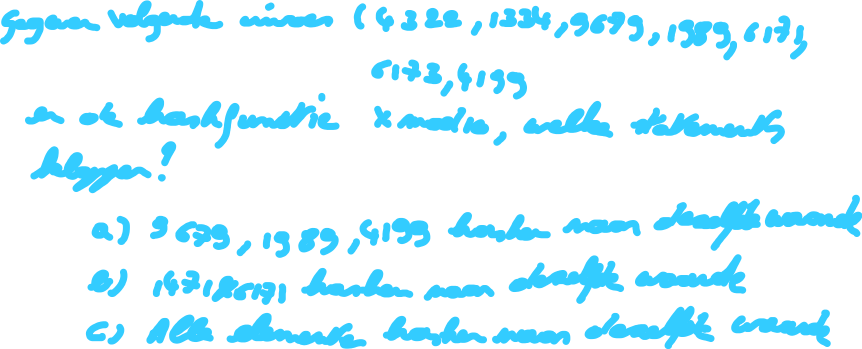 Gegeven volgende niveos (4322, 1334, 9679, 1989, 6171,
6173, 4199
en de hashfunctie x mod 10, welke statements
kloppen?
a) 9679, 1989, 4199 hashen naar dezelfde waarde
b) 1471, 6171 hashen naar dezelfde waarde
c) Alle elementen hashen naar dezelfde waarde